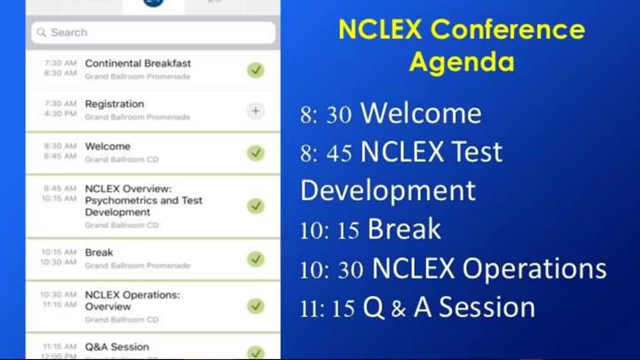 24
Search
7:30 AM
8:30 AM
Continental Breakfast
Grand Ballroom Promenade
7:30 AM
4:30 PM
Registration
Grand Ballroom Promenade
8:30 AM
8:45 AM
Welcome
Grand Ballroom CD
8:45 AM
10:15 AM
NCLEX Overview:
Psychometrics and Test
Development
Grand Ballroom CD
10:15 AM
10:30 AM
Break
Grand Ballroom Promenade
10:30 AM
11:15 AM
NCLEX Operations:
Overview
Grand Ballroom CD
11:15 AM
12:00 PM
Q&A Session
Grand Ballroom CD
NCLEX Conference
Agenda
8: 30 Welcome
8: 45 NCLEX Test
Development
10: 15 Break
10: 30 NCLEX Operations
11: 15 Q & A Session